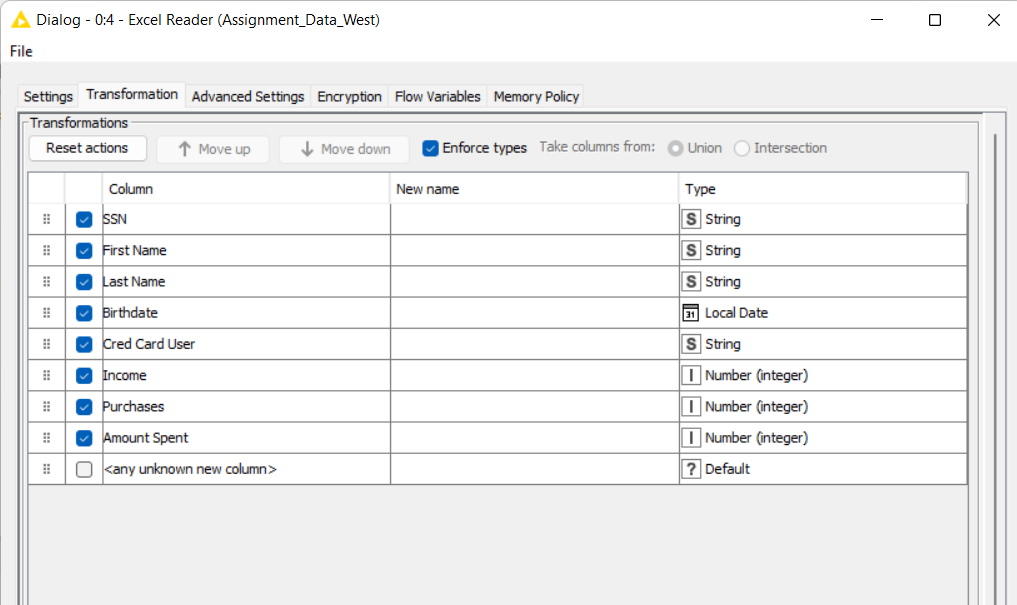 Dialog - 0:4 - Excel Reader (Assignment_Data_West)
File
Settings Transformation Advanced Settings Encryption Flow Variables Memory Policy
Transformations
Reset actions Move up Move down Enforce types Take columns from: Union Intersection
Column New name Type
SSN S String
First Name S String
Last Name S String
Birthdate 31 Local Date
Cred Card User S String
Income I Number (integer)
Purchases I Number (integer)
Amount Spent I Number (integer)
<any unknown new column> ? Default